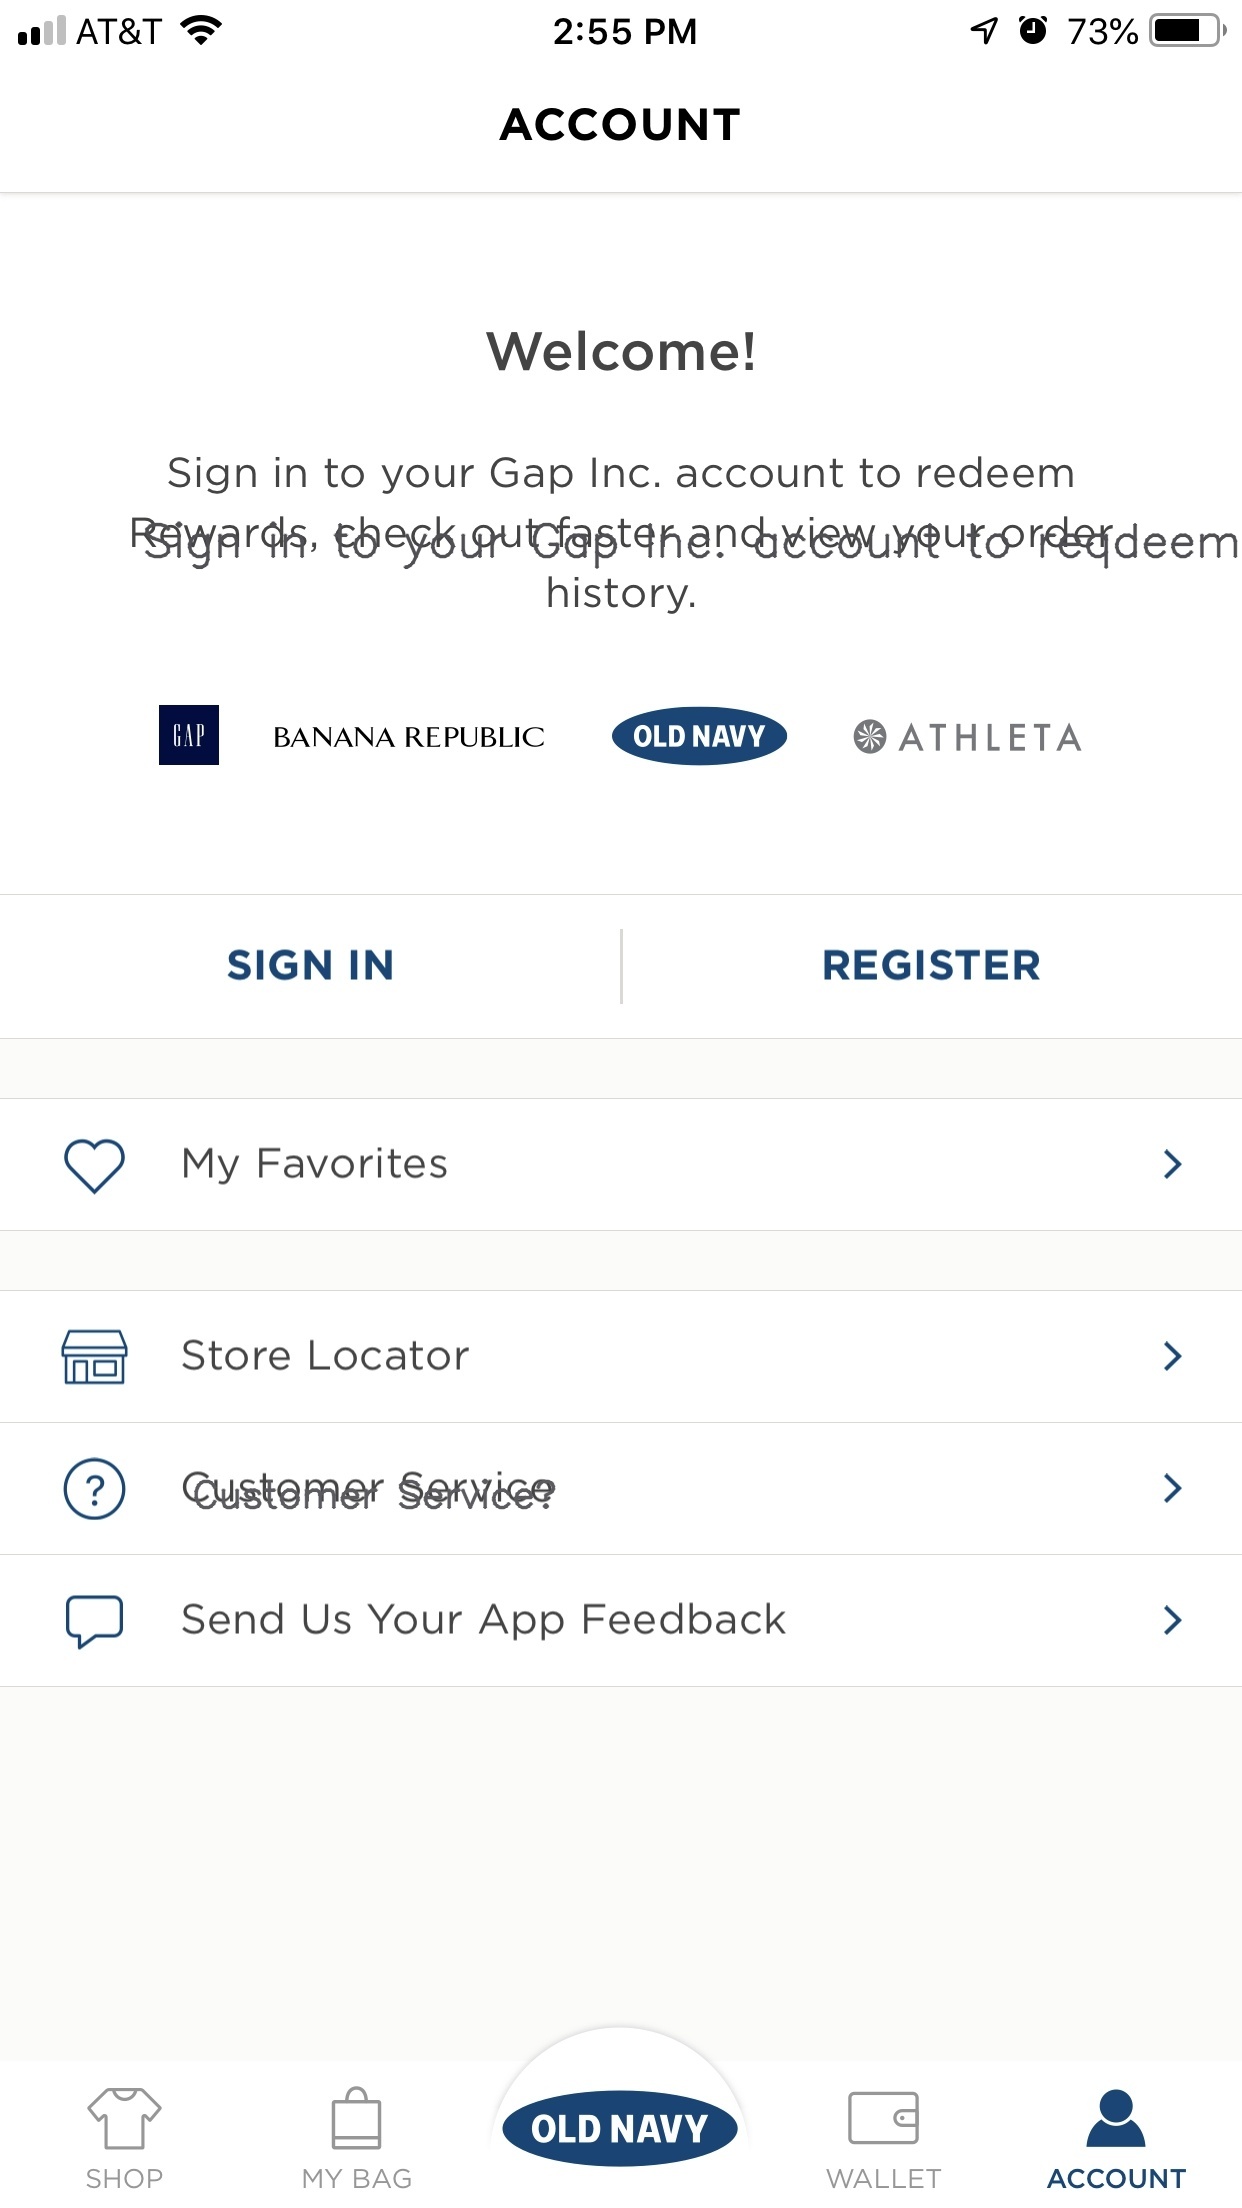 AT&T
2:55 PM
73%
ACCOUNT
Welcome!
Sign in to your Gap Inc. account to redeem
Rewards, check out faster and view your order
Sign in to your Gap Inc. account to reqdeem
history.
GAP
BANANA REPUBLIC
OLD NAVY
ATHLETA
SIGN IN
REGISTER
My Favorites
Store Locator
?
Customer Service
Customer Service?
Send Us Your App Feedback
SHOP
MY BAG
OLD NAVY
WALLET
ACCOUNT